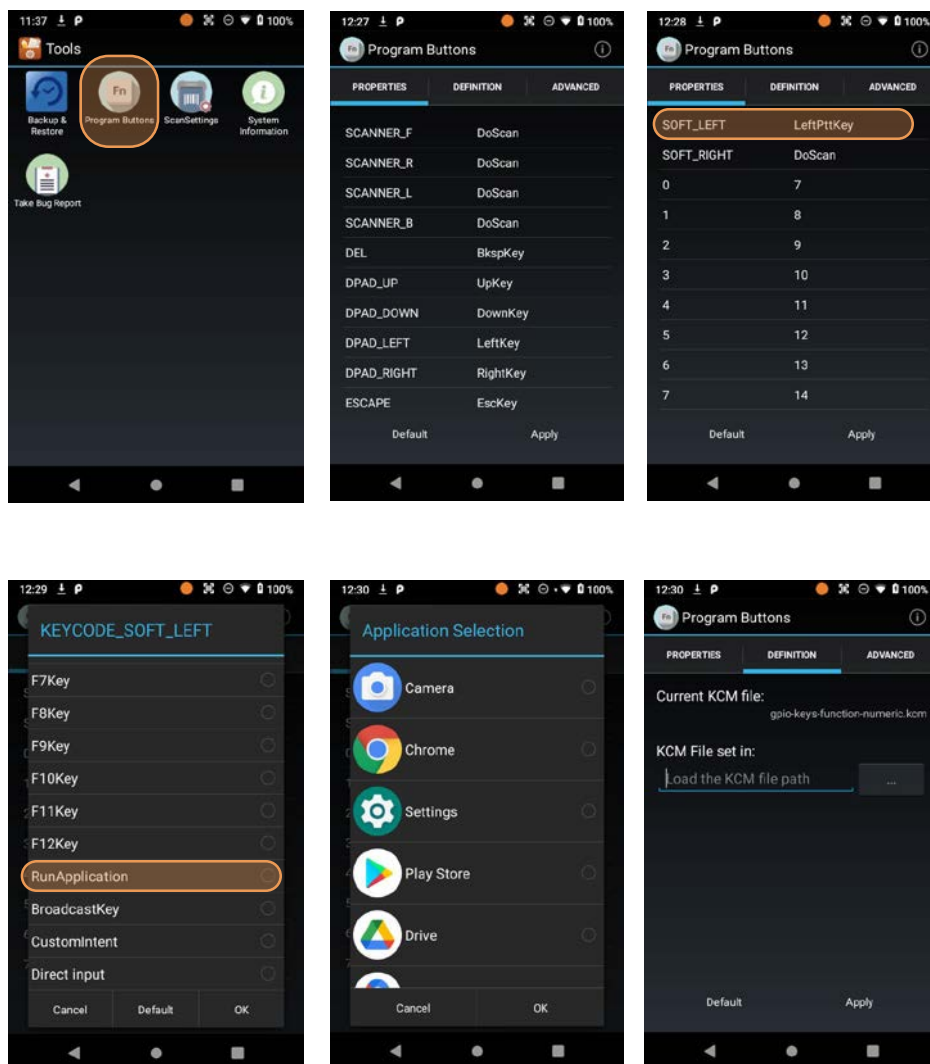 11:37 P 100%
Tools
Fn
Backup & Restore
Program Buttons
ScanSettings
System Information
Take Bug Report
12:27 P 100%
Fn Program Buttons
PROPERTIES DEFINITION ADVANCED
SCANNER_F DoScan
SCANNER_R DoScan
SCANNER_L DoScan
SCANNER_B DoScan
DEL BkspKey
DPAD_UP UpKey
DPAD_DOWN DownKey
DPAD_LEFT LeftKey
DPAD_RIGHT RightKey
ESCAPE EscKey
Default Apply
12:28 P 100%
Fn Program Buttons
PROPERTIES DEFINITION ADVANCED
SOFT_LEFT LeftPttKey
SOFT_RIGHT DoScan
0 7
1 8
2 9
3 10
4 11
5 12
6 13
7 14
Default Apply
12:29 P 100%
KEYCODE_SOFT_LEFT
F7Key
F8Key
F9Key
F10Key
F11Key
F12Key
RunApplication
BroadcastKey
CustomIntent
Direct input
Cancel Default OK
12:30 P 100%
Application Selection
Camera
Chrome
Settings
Play Store
Drive
Cancel OK
12:30 P 100%
Fn Program Buttons
PROPERTIES DEFINITION ADVANCED
Current KCM file:
gpio-keys-function-numeric.kcm
KCM File set in:
Load the KCM file path ...
Default Apply